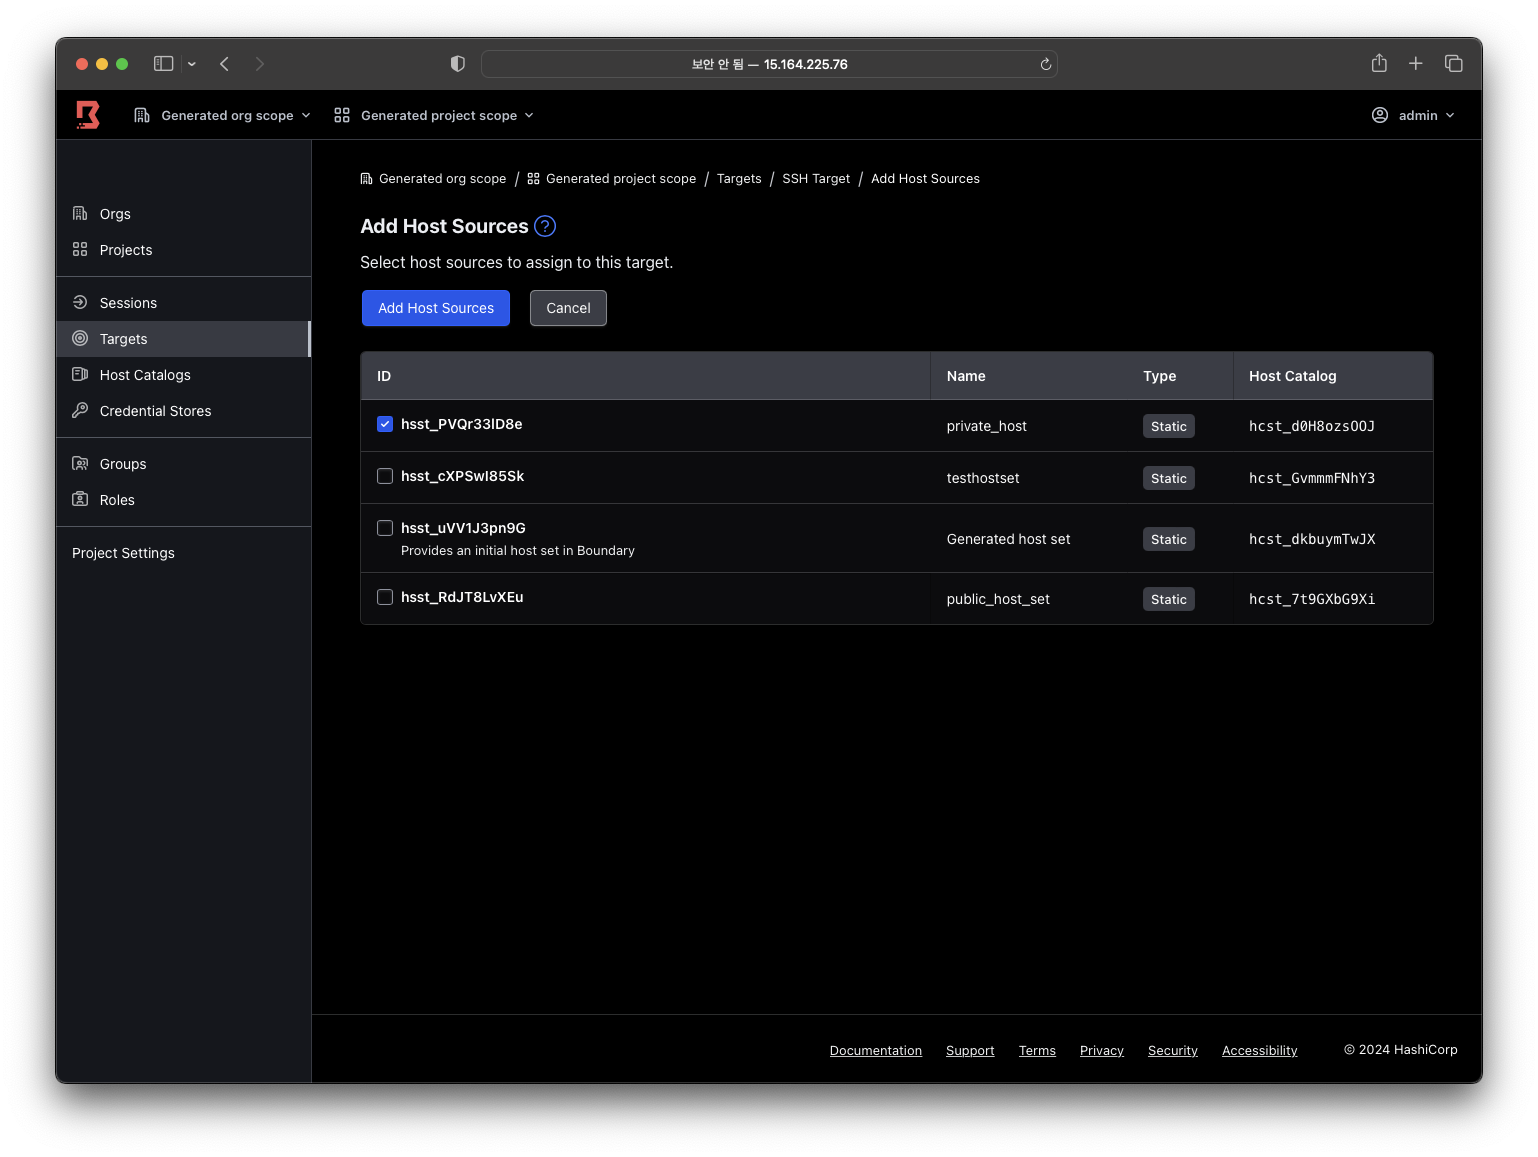 보안 안 됨 — 15.164.225.76
Generated org scope
Generated project scope
admin
Generated org scope / Generated project scope / Targets / SSH Target / Add Host Sources
Orgs
Projects
Sessions
Targets
Host Catalogs
Credential Stores
Groups
Roles
Project Settings
Add Host Sources
Select host sources to assign to this target.
Add Host Sources Cancel
ID Name Type Host Catalog
hsst_PVQr33lD8e private_host Static hcst_d0H8ozsOOJ
hsst_cXPSwI85Sk testhostset Static hcst_GvmmmFNhY3
hsst_uVV1J3pn9G Generated host set Static hcst_dkbuymTwJX
Provides an initial host set in Boundary
hsst_RdJT8LvXEu public_host_set Static hcst_7t9GXbG9Xi
Documentation Support Terms Privacy Security Accessibility © 2024 HashiCorp